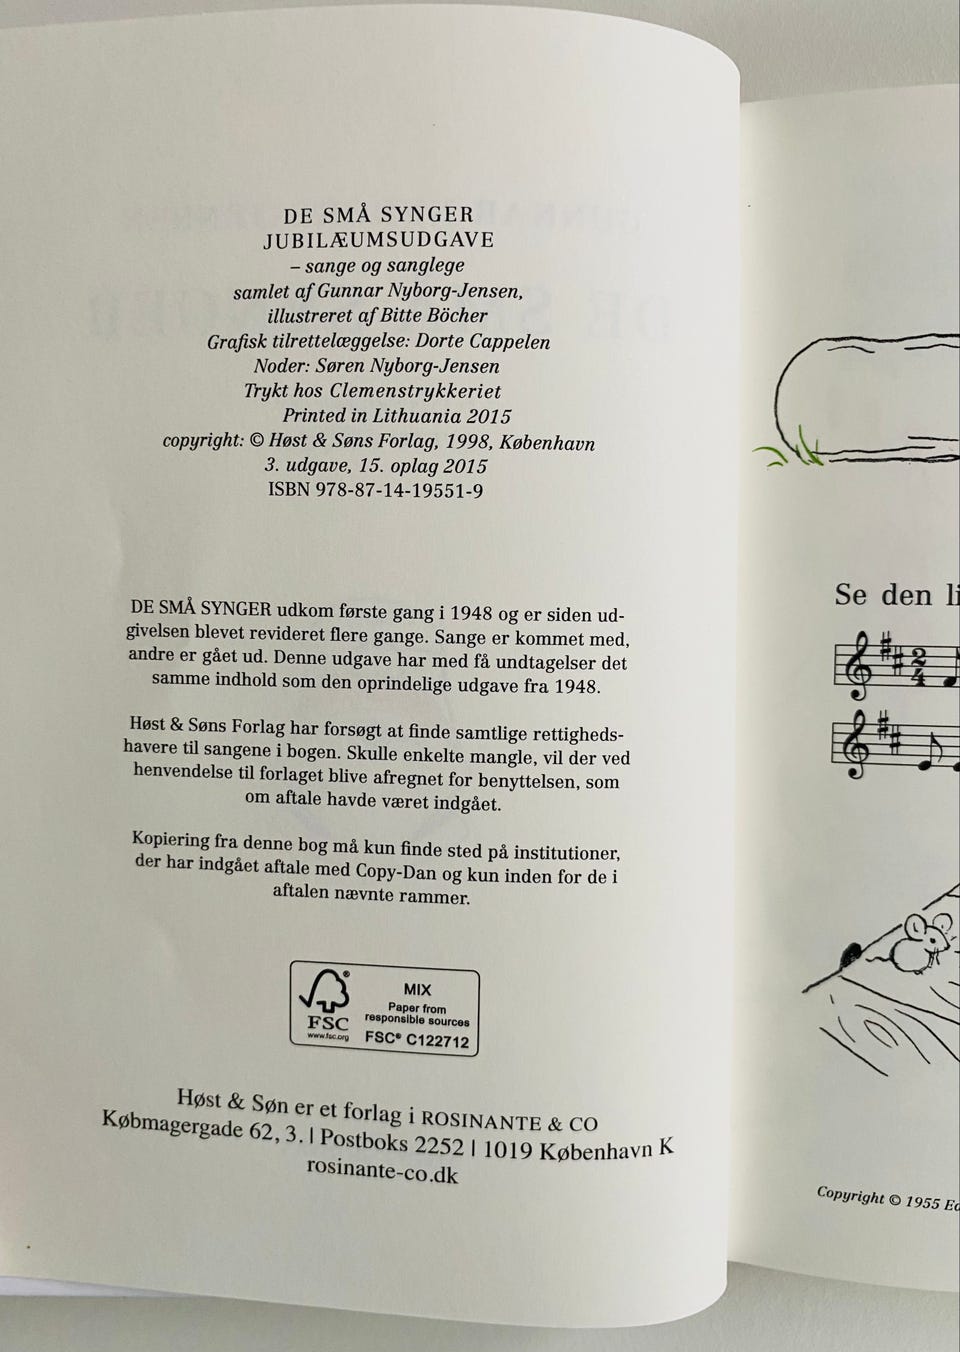 DE SMÅ SYNGER
JUBILÆUMSUDGAVE
– sange og sanglege
samlet af Gunnar Nyborg-Jensen,
illustreret af Bitte Böcher
Grafisk tilrettelæggelse: Dorte Cappelen
Noder: Søren Nyborg-Jensen
Trykt hos Clemenstrykkeriet
Printed in Lithuania 2015
copyright: © Høst & Søns Forlag, 1998, København
3. udgave, 15. oplag 2015
ISBN 978-87-14-19551-9
DE SMÅ SYNGER udkom første gang i 1948 og er siden ud-
givelsen blevet revideret flere gange. Sange er kommet med,
andre er gået ud. Denne udgave har med få undtagelser det
samme indhold som den oprindelige udgave fra 1948.
Høst & Søns Forlag har forsøgt at finde samtlige rettigheds-
havere til sangene i bogen. Skulle enkelte mangle, vil der ved
henvendelse til forlaget blive afregnet for benyttelsen, som
om aftale havde været indgået.
Kopiering fra denne bog må kun finde sted på institutioner,
der har indgået aftale med Copy-Dan og kun inden for de i
aftalen nævnte rammer.
FSC
www.fsc.org
MIX
Paper from
responsible sources
FSC® C122712
Høst & Søn er et forlag i ROSINANTE & CO
Købmagergade 62, 3. | Postboks 2252 | 1019 København K
rosinante-co.dk
Se den
2
4
Copyright © 1955